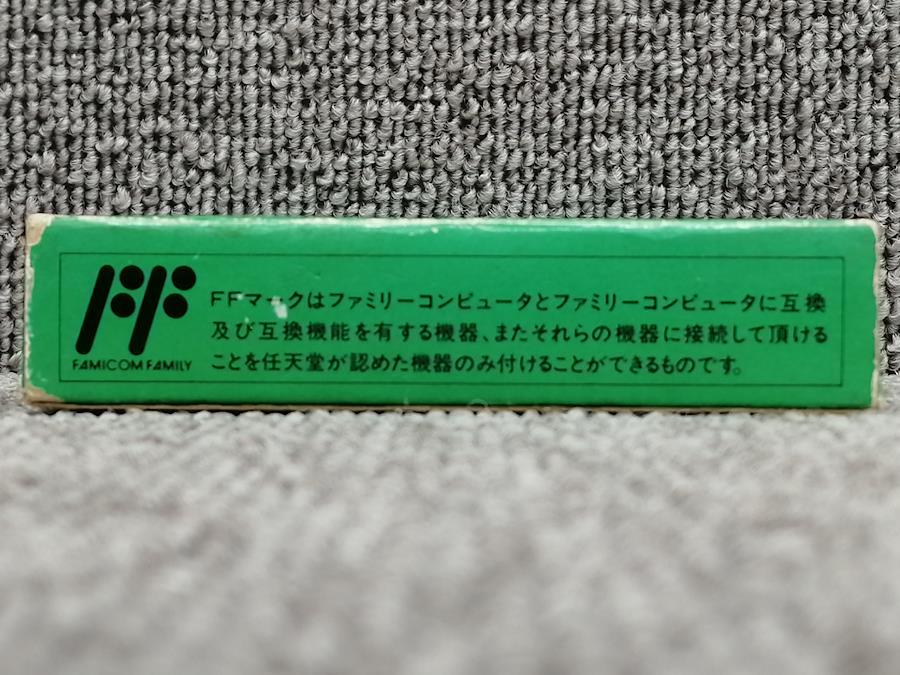 FFマークはファミリーコンピュータとファミリーコンピュータに互換
及び互換機能を有する機器、またそれらの機器に接続して頂ける
ことを任天堂が認めた機器のみ付けることができるものです。
FF
FAMICOM FAMILY